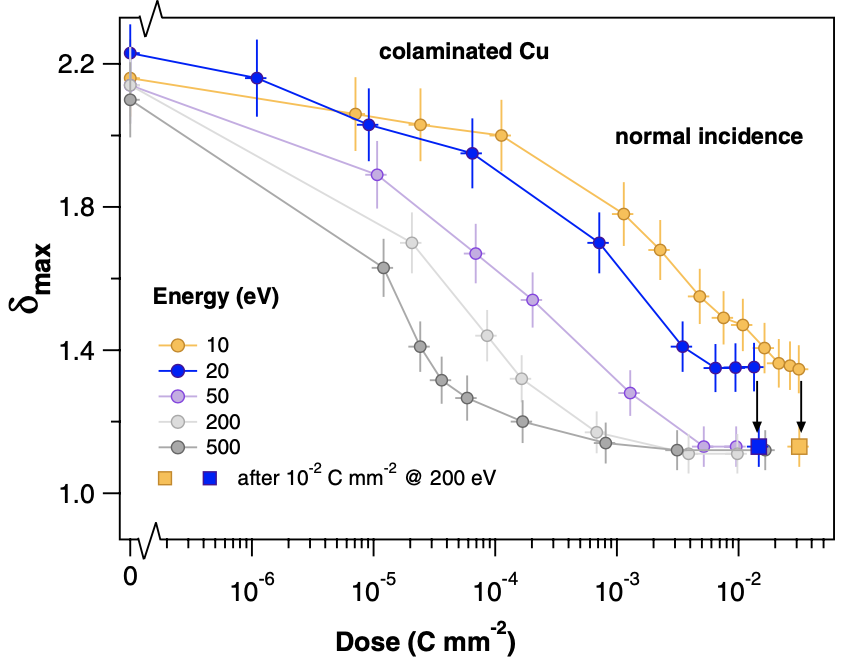 colaminated Cu
normal incidence
2.2
1.8
1.4
1.0
δmax
Energy (eV)
10
20
50
200
500
after 10⁻² C mm⁻² @ 200 eV
0
10⁻⁶
10⁻⁵
10⁻⁴
10⁻³
10⁻²
Dose (C mm⁻²)